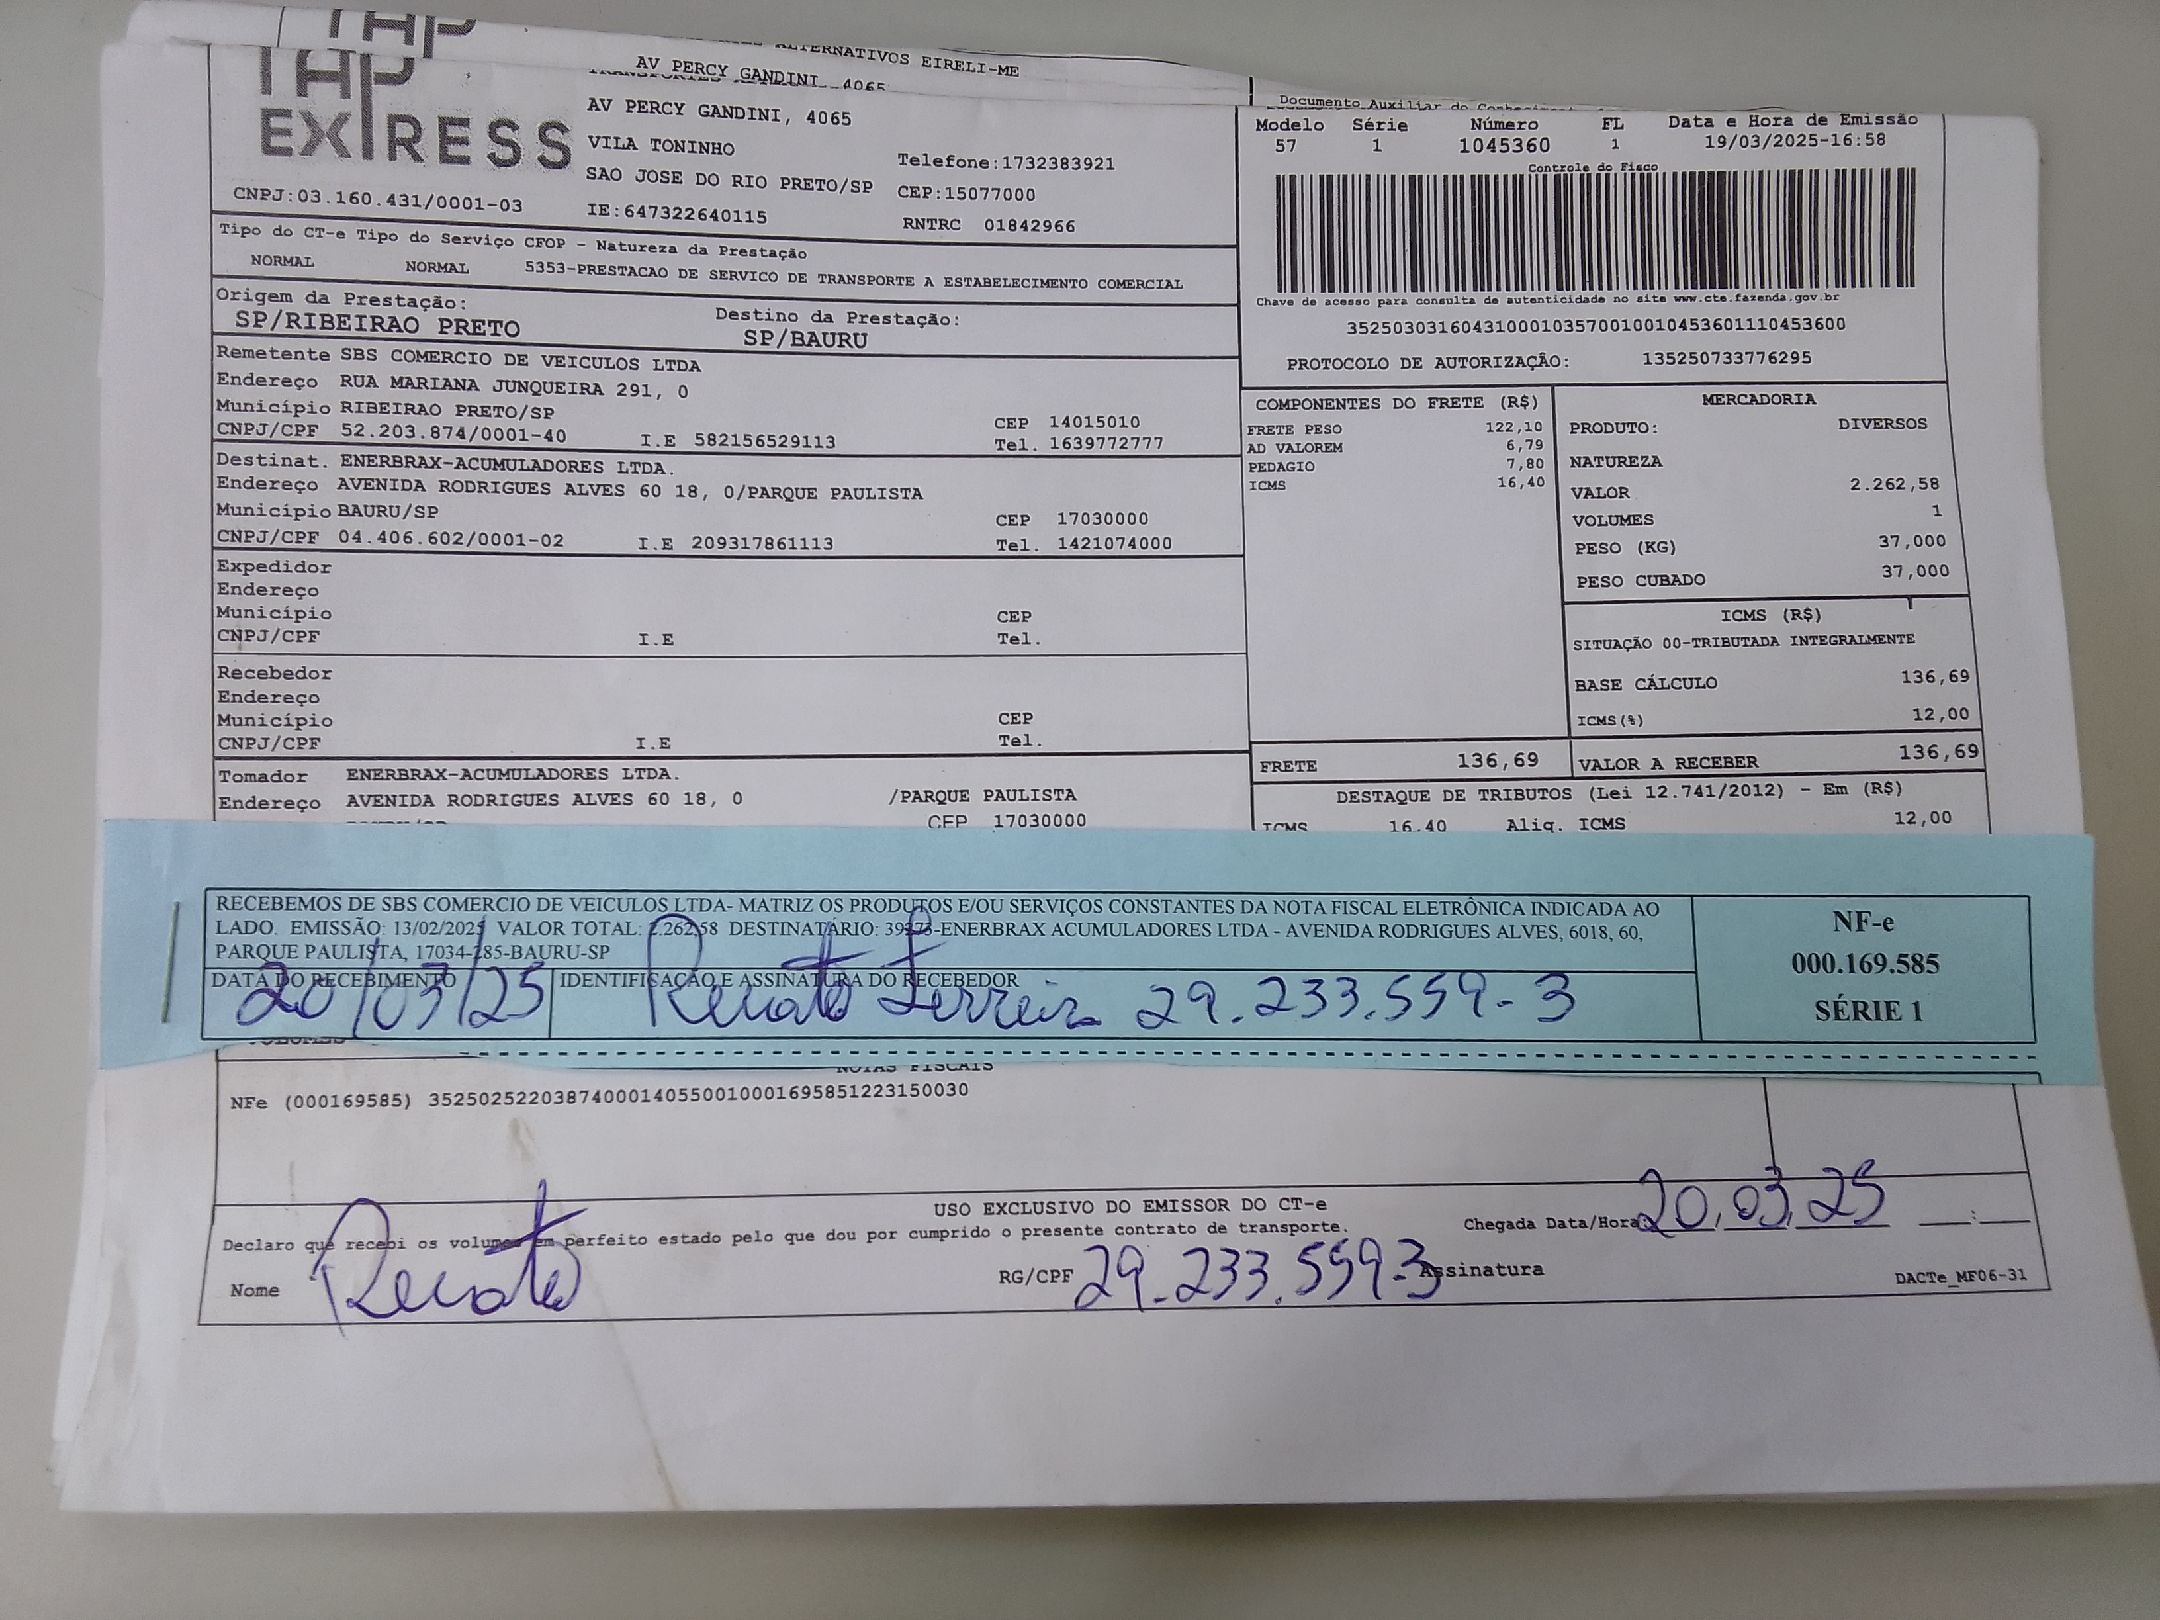 TAP
ALTERNATIVOS EIRELI-ME
AV PERCY GANDINI, 4065
TAP
EXPRESS
AV PERCY GANDINI, 4065
VILA TONINHO
SAO JOSE DO RIO PRETO/SP
IE:647322640115
Telefone:1732383921
CEP:15077000
RNTRC 01842966
CNPJ:03.160.431/0001-03
Documento Auxiliar do
Modelo Série Número FL Data e Hora de Emissão
57 1 1045360 1 19/03/2025-16:58
Controle do Fisco
Chave de acesso para consulta de autenticidade no site www.cte.fazenda.gov.br
35250303160431000103570010010453601110453600
PROTOCOLO DE AUTORIZAÇÃO: 135250733776295
Tipo do CT-e Tipo do Serviço CFOP - Natureza da Prestação
NORMAL NORMAL 5353-PRESTACAO DE SERVICO DE TRANSPORTE A ESTABELECIMENTO COMERCIAL
Origem da Prestação: Destino da Prestação:
SP/RIBEIRAO PRETO SP/BAURU
Remetente SBS COMERCIO DE VEICULOS LTDA
Endereço RUA MARIANA JUNQUEIRA 291, 0
Município RIBEIRAO PRETO/SP CEP 14015010
CNPJ/CPF 52.203.874/0001-40 I.E 582156529113 Tel. 1639772777
Destinat. ENERBRAX-ACUMULADORES LTDA.
Endereço AVENIDA RODRIGUES ALVES 60 18, 0/PARQUE PAULISTA
Município BAURU/SP CEP 17030000
CNPJ/CPF 04.406.602/0001-02 I.E 209317861113 Tel. 1421074000
Expedidor
Endereço
Município CEP
CNPJ/CPF I.E Tel.
Recebedor
Endereço
Município CEP
CNPJ/CPF I.E Tel.
Tomador ENERBRAX-ACUMULADORES LTDA.
Endereço AVENIDA RODRIGUES ALVES 60 18, 0 /PARQUE PAULISTA
CEP 17030000
COMPONENTES DO FRETE (R$)
FRETE PESO 122,10
AD VALOREM 6,79
PEDAGIO 7,80
ICMS 16,40
MERCADORIA
PRODUTO: DIVERSOS
NATUREZA
VALOR 2.262,58
VOLUMES 1
PESO (KG) 37,000
PESO CUBADO 37,000
ICMS (R$)
SITUAÇÃO 00-TRIBUTADA INTEGRALMENTE
BASE CÁLCULO 136,69
ICMS(%) 12,00
FRETE 136,69 VALOR A RECEBER 136,69
DESTAQUE DE TRIBUTOS (Lei 12.741/2012) - Em (R$)
ICMS 16,40 Aliq. ICMS 12,00
RECEBEMOS DE SBS COMERCIO DE VEICULOS LTDA- MATRIZ OS PRODUTOS E/OU SERVIÇOS CONSTANTES DA NOTA FISCAL ELETRÔNICA INDICADA AO
LADO. EMISSÃO: 13/02/2025 VALOR TOTAL: 2.262,58 DESTINATÁRIO: -ENERBRAX ACUMULADORES LTDA - AVENIDA RODRIGUES ALVES, 6018, 60,
PARQUE PAULISTA, 17034-285-BAURU-SP
DATA DO RECEBIMENTO IDENTIFICAÇÃO E ASSINATURA DO RECEBEDOR
20/03/25 Renato Ferreira 29.233.559-3
NF-e
000.169.585
SÉRIE 1
NOTAS FISCAIS
NFe (000169585) 35250252203874000140550010001695851223150030
USO EXCLUSIVO DO EMISSOR DO CT-e
Declaro que recebi os volumes em perfeito estado pelo que dou por cumprido o presente contrato de transporte.
Chegada Data/Hora: 20,03,25 __:__
Nome Renato RG/CPF 29.233.559-3 Assinatura
DACTe_MF06-31